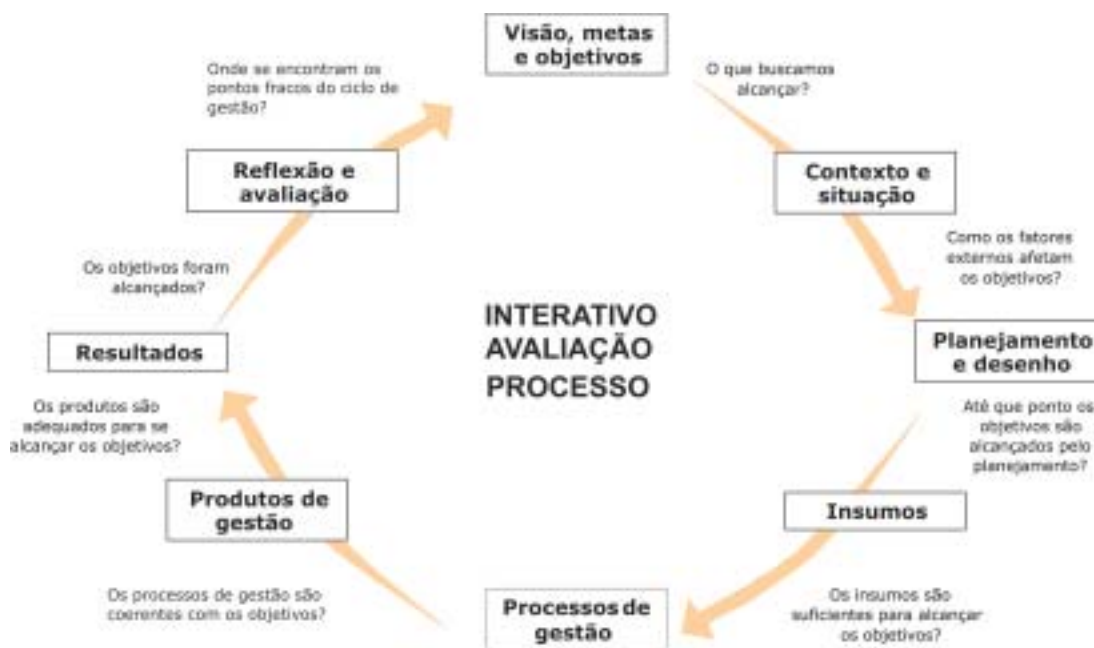 Visão, metas
e objetivos
O que buscamos
alcançar?
Contexto e
situação
Como os fatores
externos afetam
os objetivos?
Planejamento
e desenho
Até que ponto os
objetivos são
alcançados pelo
planejamento?
Insumos
Os insumos são
suficientes para alcançar
os objetivos?
Processos de
gestão
Os processos de gestão são
coerentes com os objetivos?
Produtos de
gestão
Os produtos são
adequados para se
alcançar os objetivos?
Resultados
Os objetivos foram
alcançados?
Reflexão e
avaliação
Onde se encontram os
pontos fracos do ciclo de
gestão?
INTERATIVO
AVALIAÇÃO
PROCESSO